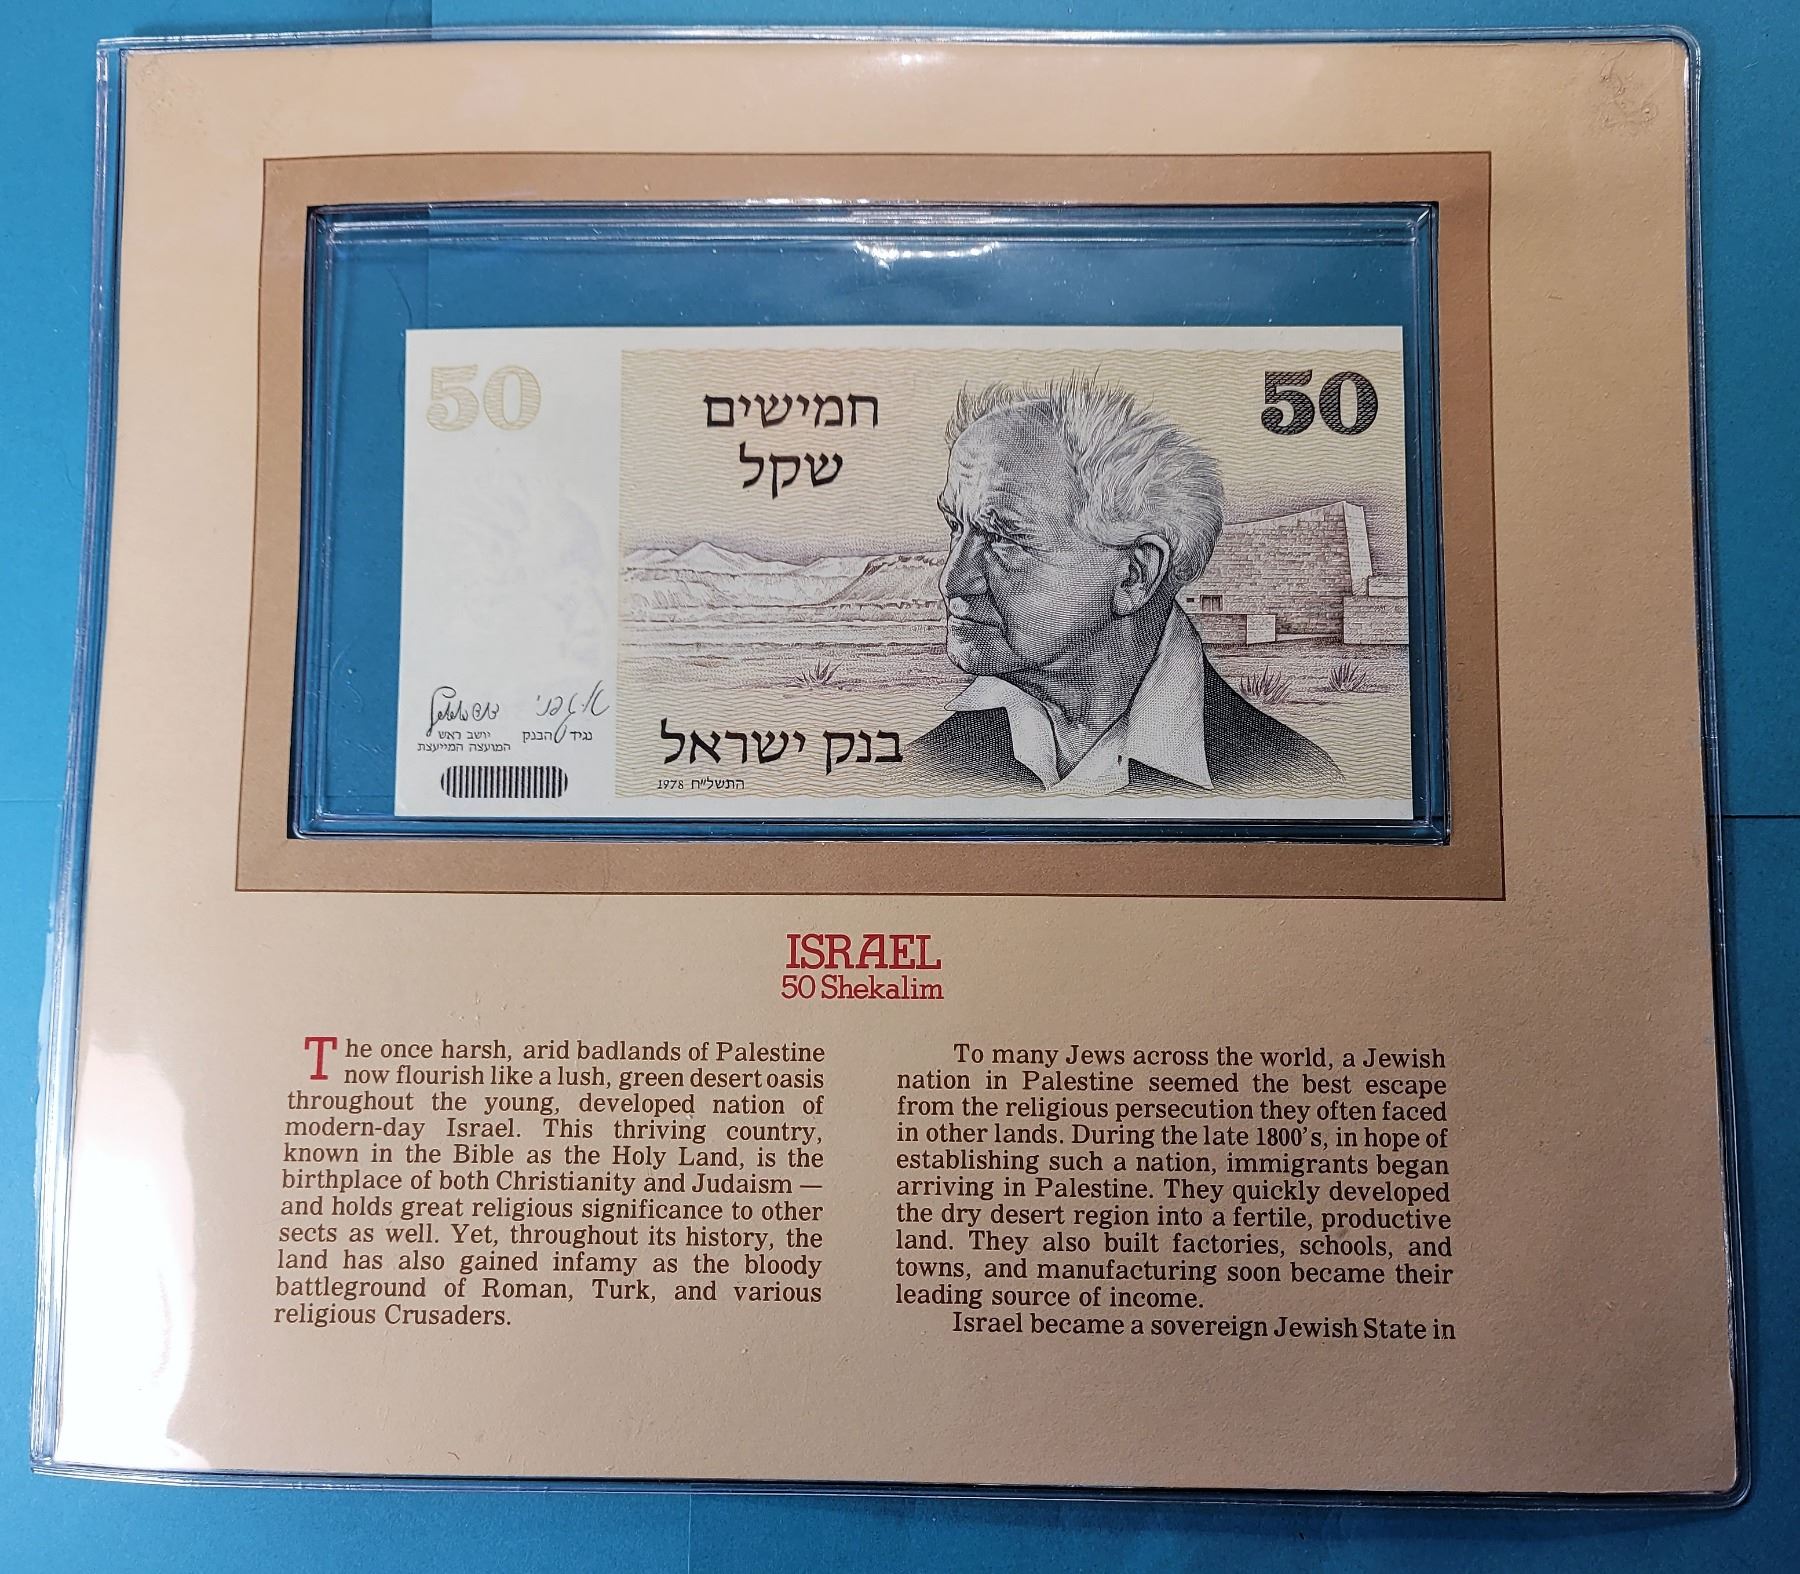 50
חמישים
שקל
50
נגיד הבנק
יושב ראש
המועצה המייעצת
בנק ישראל
התשל"ח 1978
ISRAEL
50 Shekalim
The once harsh, arid badlands of Palestine
now flourish like a lush, green desert oasis
throughout the young, developed nation of
modern-day Israel. This thriving country,
known in the Bible as the Holy Land, is the
birthplace of both Christianity and Judaism —
and holds great religious significance to other
sects as well. Yet, throughout its history, the
land has also gained infamy as the bloody
battleground of Roman, Turk, and various
religious Crusaders.
To many Jews across the world, a Jewish
nation in Palestine seemed the best escape
from the religious persecution they often faced
in other lands. During the late 1800's, in hope of
establishing such a nation, immigrants began
arriving in Palestine. They quickly developed
the dry desert region into a fertile, productive
land. They also built factories, schools, and
towns, and manufacturing soon became their
leading source of income.
Israel became a sovereign Jewish State in